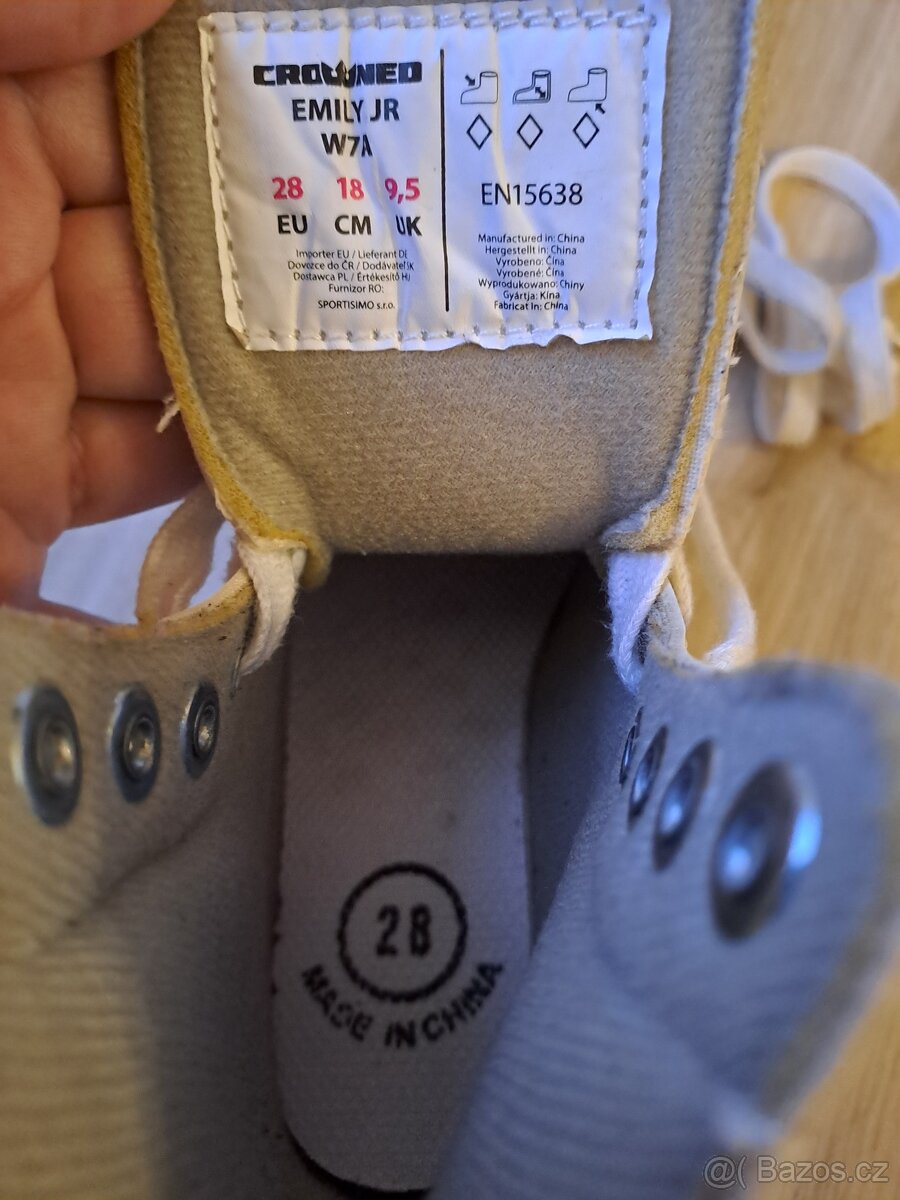 CROWNED
EMILY JR
W7A
28 18 9,5
EU CM UK
Importer EU / Lieferant DE
Dovozce do ČR / Dodávateľ SK
Dostawca PL / Értékesítő HU
Furnizor RO:
SPORTISIMO s.r.o.
EN15638
Manufactured in: China
Hergestellt in: China
Vyrobeno: Čína
Vyrobené: Čína
Wyprodukowano: Chiny
Gyártja: Kína
Fabricat în: China
28
MADE IN CHINA
@( Bazos.cz